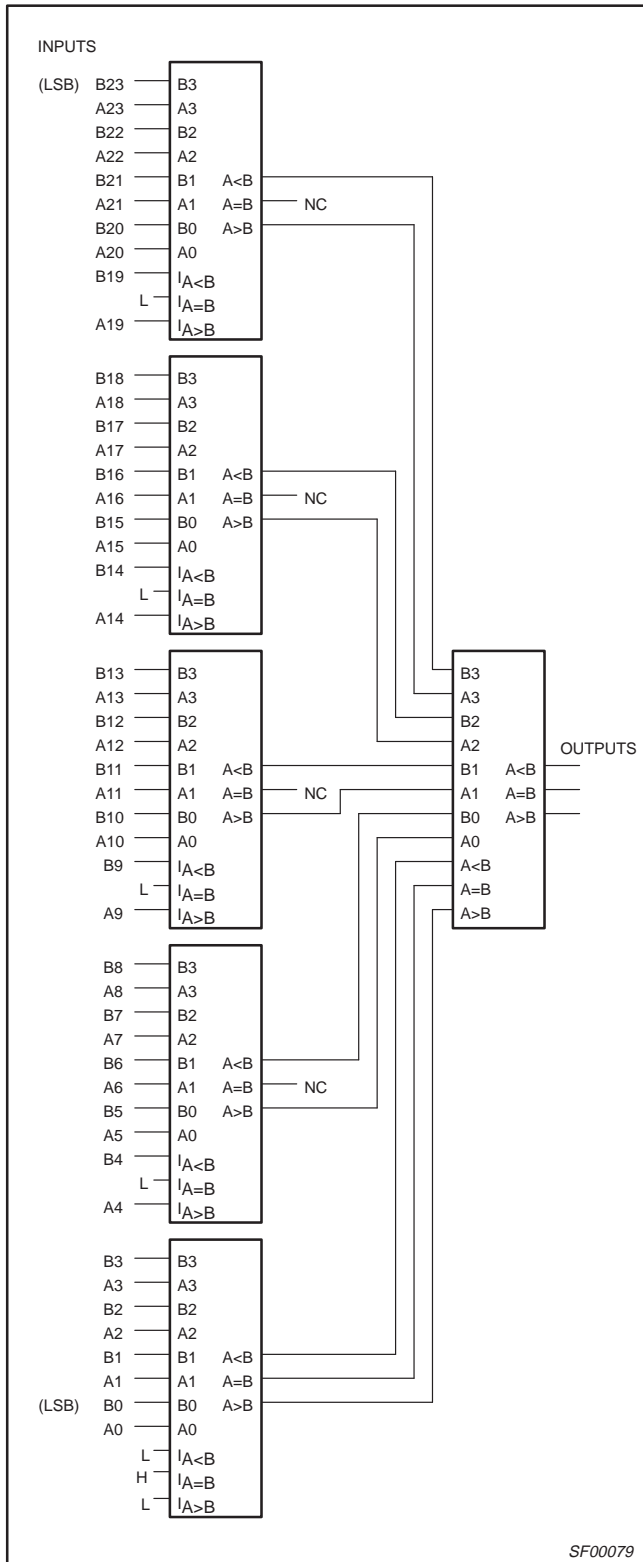 INPUTS
(LSB) B23 B3
A23 A3
B22 B2
A22 A2
B21 B1 A<B
A21 A1 A=B NC
B20 B0 A>B
A20 A0
B19 IA<B
L IA=B
A19 IA>B
B18 B3
A18 A3
B17 B2
A17 A2
B16 B1 A<B
A16 A1 A=B NC
B15 B0 A>B
A15 A0
B14 IA<B
L IA=B
A14 IA>B
B13 B3
A13 A3
B12 B2
A12 A2
B11 B1 A<B
A11 A1 A=B NC
B10 B0 A>B
A10 A0
B9 IA<B
L IA=B
A9 IA>B
B3
A3
B2
A2 OUTPUTS
B1 A<B
A1 A=B
B0 A>B
A0
A<B
A=B
A>B
B8 B3
A8 A3
B7 B2
A7 A2
B6 B1 A<B
A6 A1 A=B NC
B5 B0 A>B
A5 A0
B4 IA<B
L IA=B
A4 IA>B
B3 B3
A3 A3
B2 B2
A2 A2
B1 B1 A<B
A1 A1 A=B
(LSB) B0 B0 A>B
A0 A0
L IA<B
H IA=B
L IA>B
SF00079